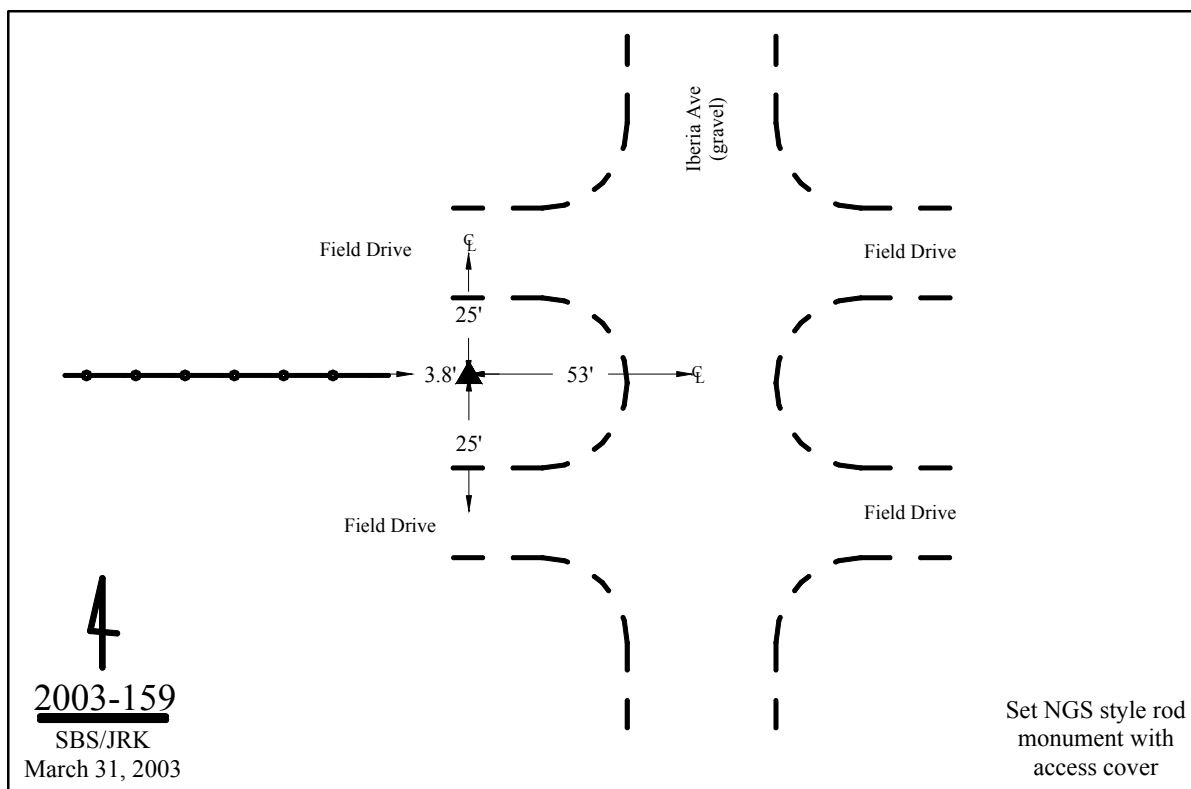 Iberia Ave
(gravel)
Field Drive
℄
Field Drive
25'
3.8'
53'
℄
25'
Field Drive
Field Drive
2003-159
SBS/JRK
March 31, 2003
Set NGS style rod
monument with
access cover